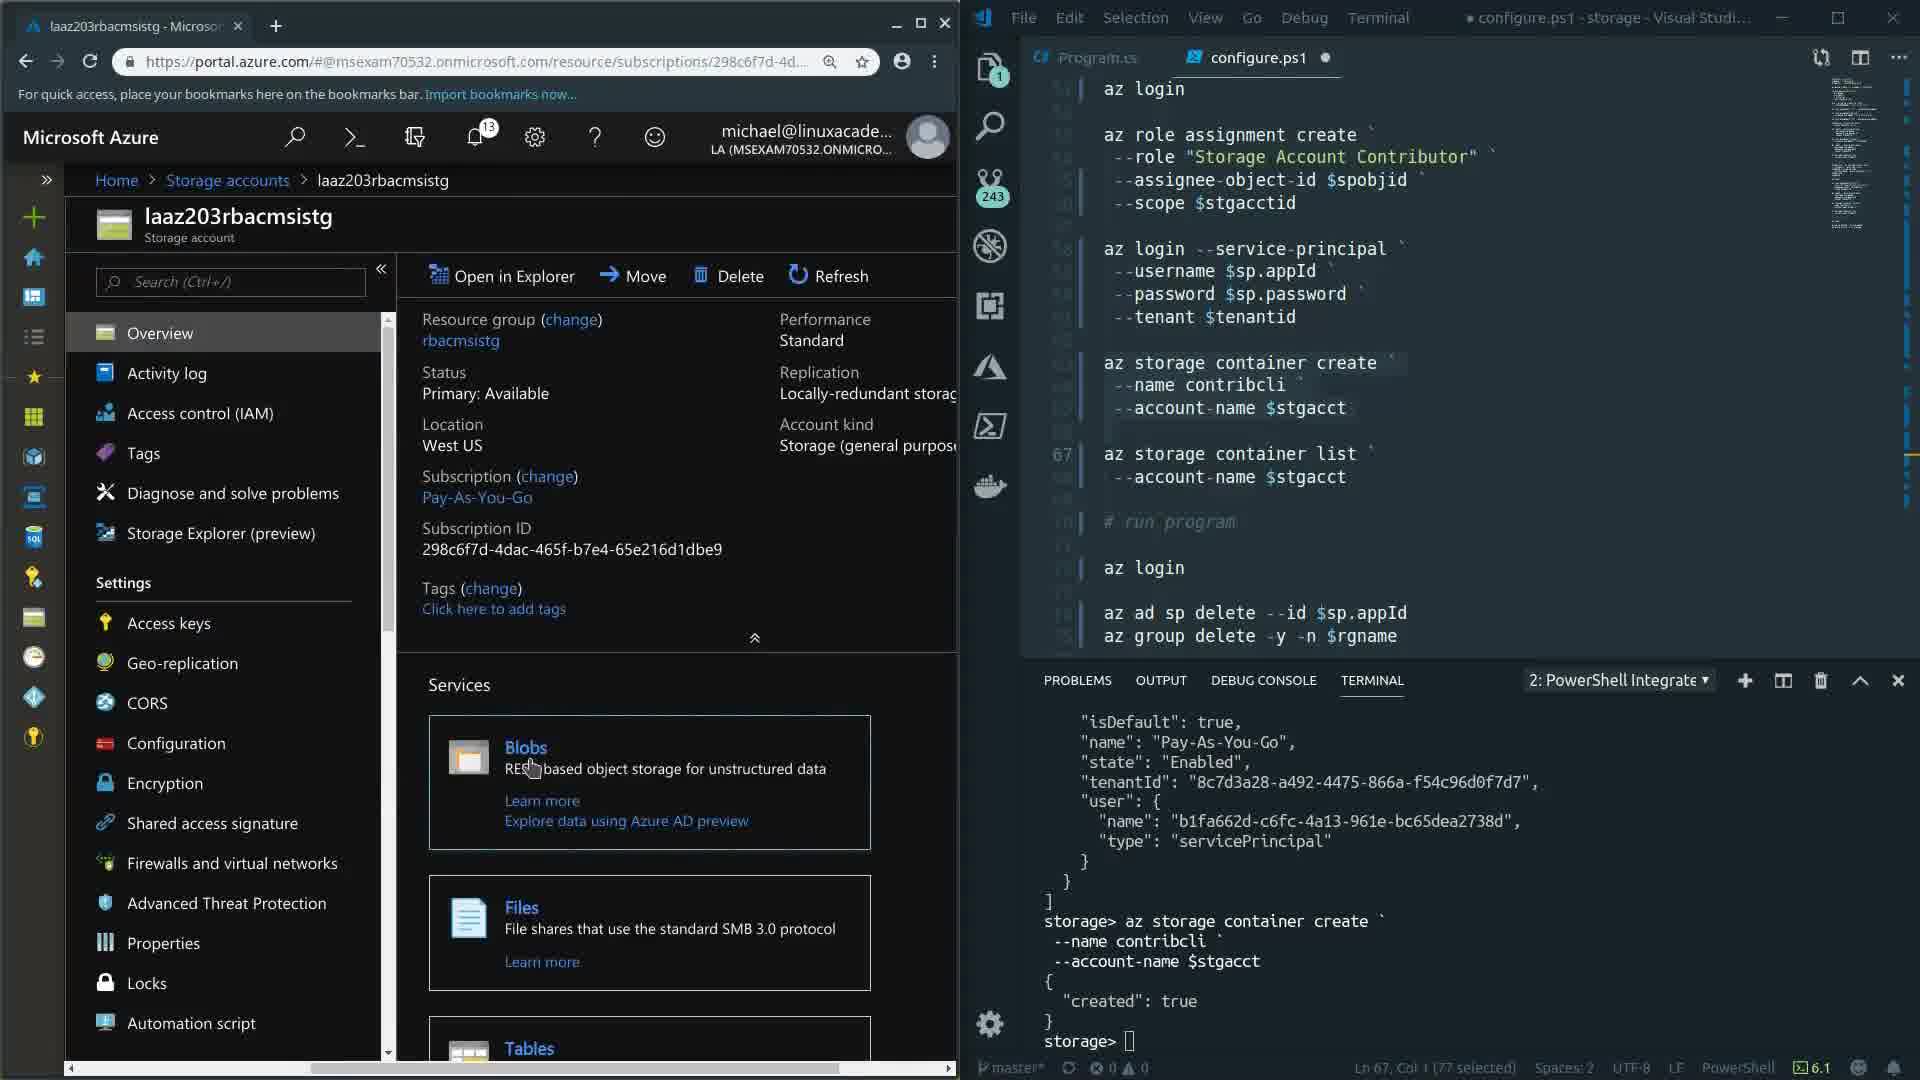 laaz203rbacmsistg - Microsof
https://portal.azure.com/#@msexam70532.onmicrosoft.com/resource/subscriptions/298c6f7d-4d...
For quick access, place your bookmarks here on the bookmarks bar. Import bookmarks now...
Microsoft Azure
13
michael@linuxacade...
LA (MSEXAM70532.ONMICRO...
Home > Storage accounts > laaz203rbacmsistg
laaz203rbacmsistg
Storage account
Search (Ctrl+/)
Overview
Activity log
Access control (IAM)
Tags
Diagnose and solve problems
Storage Explorer (preview)
Settings
Access keys
Geo-replication
CORS
Configuration
Encryption
Shared access signature
Firewalls and virtual networks
Advanced Threat Protection
Properties
Locks
Automation script
SQL
Open in Explorer
Move
Delete
Refresh
Resource group (change)
rbacmsistg
Status
Primary: Available
Location
West US
Subscription (change)
Pay-As-You-Go
Subscription ID
298c6f7d-4dac-465f-b7e4-65e216d1dbe9
Tags (change)
Click here to add tags
Performance
Standard
Replication
Locally-redundant storag
Account kind
Storage (general purpose
Services
Blobs
based object storage for unstructured data
Learn more
Explore data using Azure AD preview
Files
File shares that use the standard SMB 3.0 protocol
Learn more
Tables
File Edit Selection View Go Debug Terminal
● configure.ps1 - storage - Visual Studi...
1
243
Program.cs
configure.ps1
az login
az role assignment create `
--role "Storage Account Contributor" `
--assignee-object-id $spobjid `
--scope $stgacctid
az login --service-principal `
--username $sp.appId `
--password $sp.password `
--tenant $tenantid
az storage container create `
--name contribcli `
--account-name $stgacct
67 az storage container list `
--account-name $stgacct
# run program
az login
az ad sp delete --id $sp.appId
az group delete -y -n $rgname
PROBLEMS OUTPUT DEBUG CONSOLE TERMINAL
2: PowerShell Integrate
"isDefault": true,
"name": "Pay-As-You-Go",
"state": "Enabled",
"tenantId": "8c7d3a28-a492-4475-866a-f54c96d0f7d7",
"user": {
"name": "b1fa662d-c6fc-4a13-961e-bc65dea2738d",
"type": "servicePrincipal"
}
}
]
storage> az storage container create `
--name contribcli `
--account-name $stgacct
{
"created": true
}
storage>
master* 0 0
Ln 67, Col 1 (77 selected) Spaces: 2 UTF-8 LF PowerShell 6.1